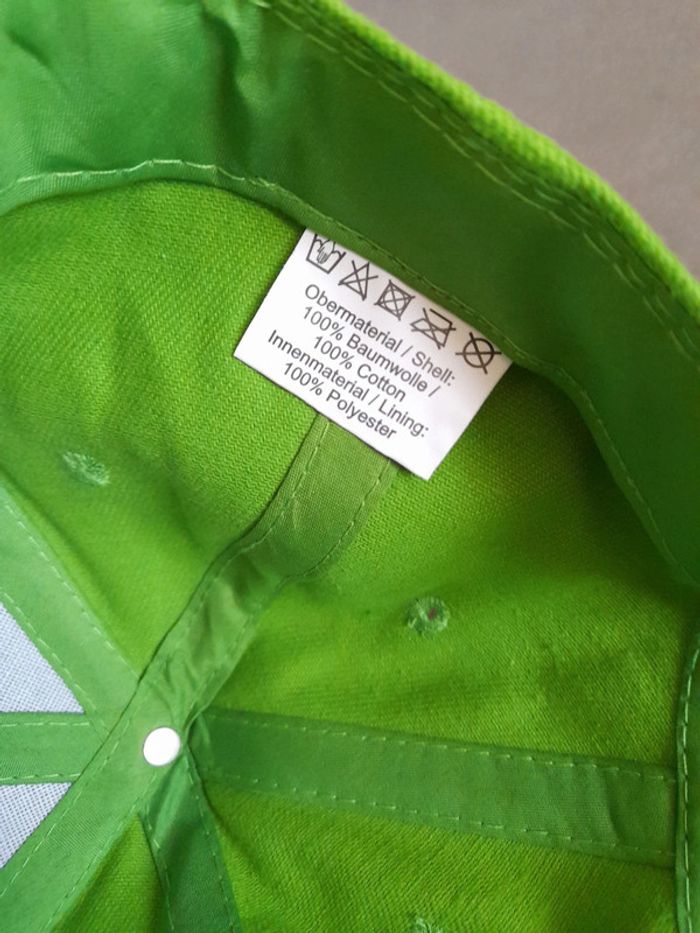 Obermaterial / Shell:
100% Baumwolle /
100% Cotton
Innenmaterial / Lining:
100% Polyester